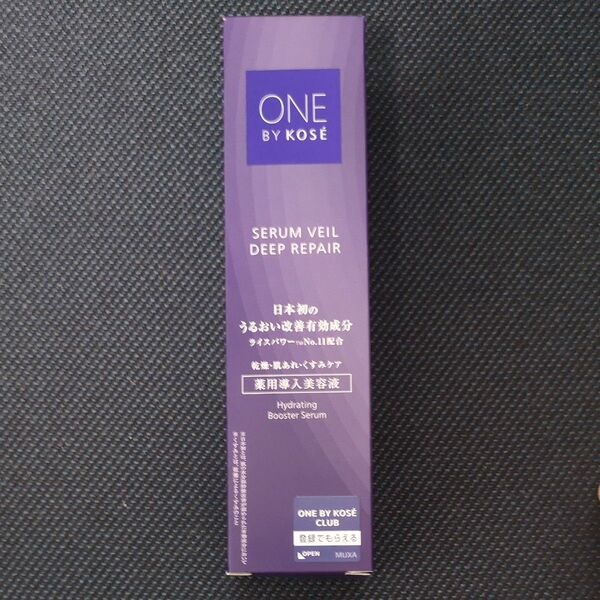 ONE
BY KOSÉ
SERUM VEIL
DEEP REPAIR
日本初の
うるおい改善有効成分
ライスパワー™No.11配合
乾燥・肌あれ・くすみケア
薬用導入美容液
Hydrating
Booster Serum
ONE BY KOSÉ
CLUB
登録でもらえる
OPEN MUXA